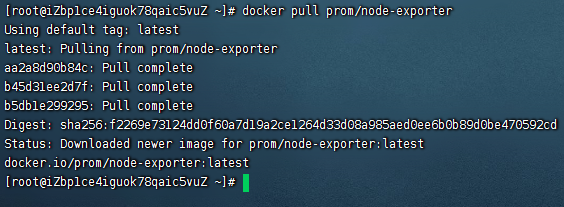 [root@iZbp1ce4iguok78qaic5vuZ ~]# docker pull prom/node-exporter
Using default tag: latest
latest: Pulling from prom/node-exporter
aa2a8d90b84c: Pull complete
b45d31ee2d7f: Pull complete
b5db1e299295: Pull complete
Digest: sha256:f2269e73124dd0f60a7d19a2ce1264d33d08a985aed0ee6b0b89d0be470592cd
Status: Downloaded newer image for prom/node-exporter:latest
docker.io/prom/node-exporter:latest
[root@iZbp1ce4iguok78qaic5vuZ ~]#